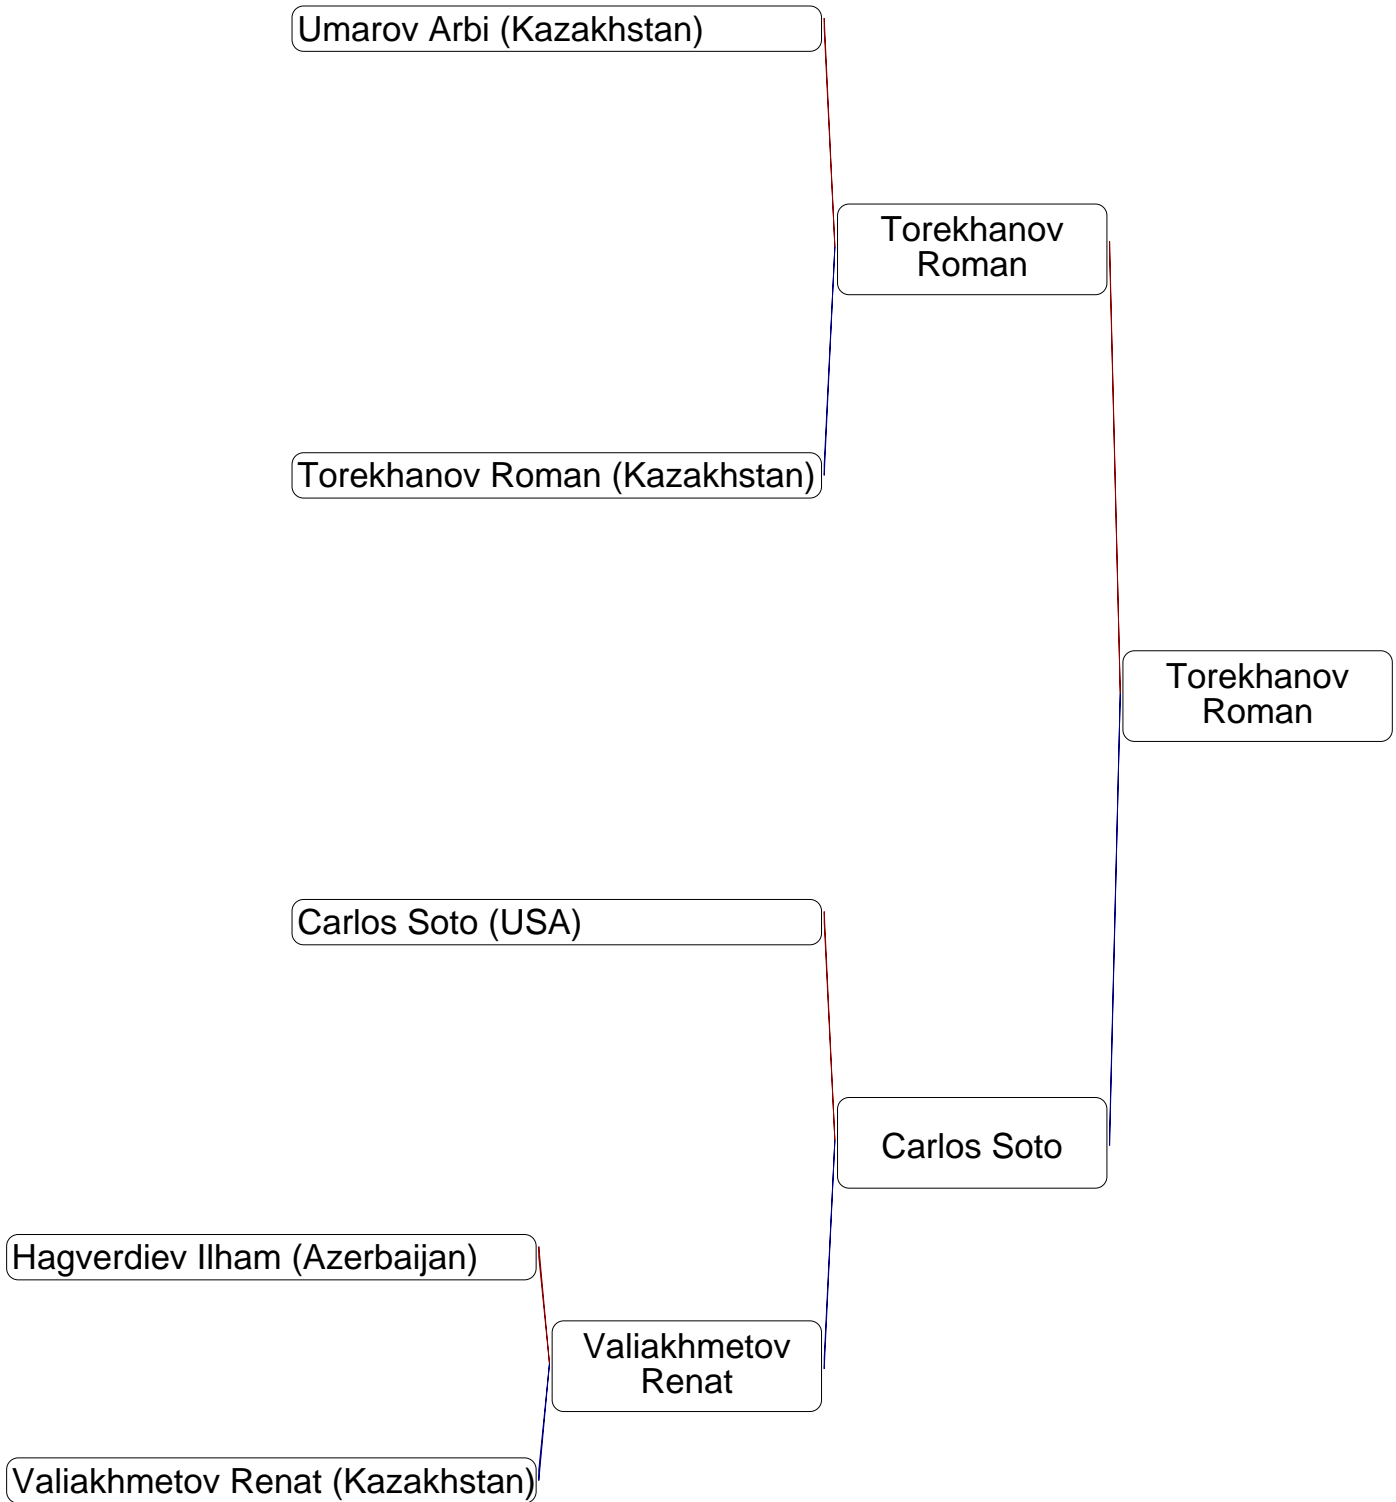 Umarov Arbi (Kazakhstan)
Torekhanov
Roman
Torekhanov Roman (Kazakhstan)
Torekhanov
Roman
Carlos Soto (USA)
Carlos Soto
Hagverdiev Ilham (Azerbaijan)
Valiakhmetov
Renat
Valiakhmetov Renat (Kazakhstan)